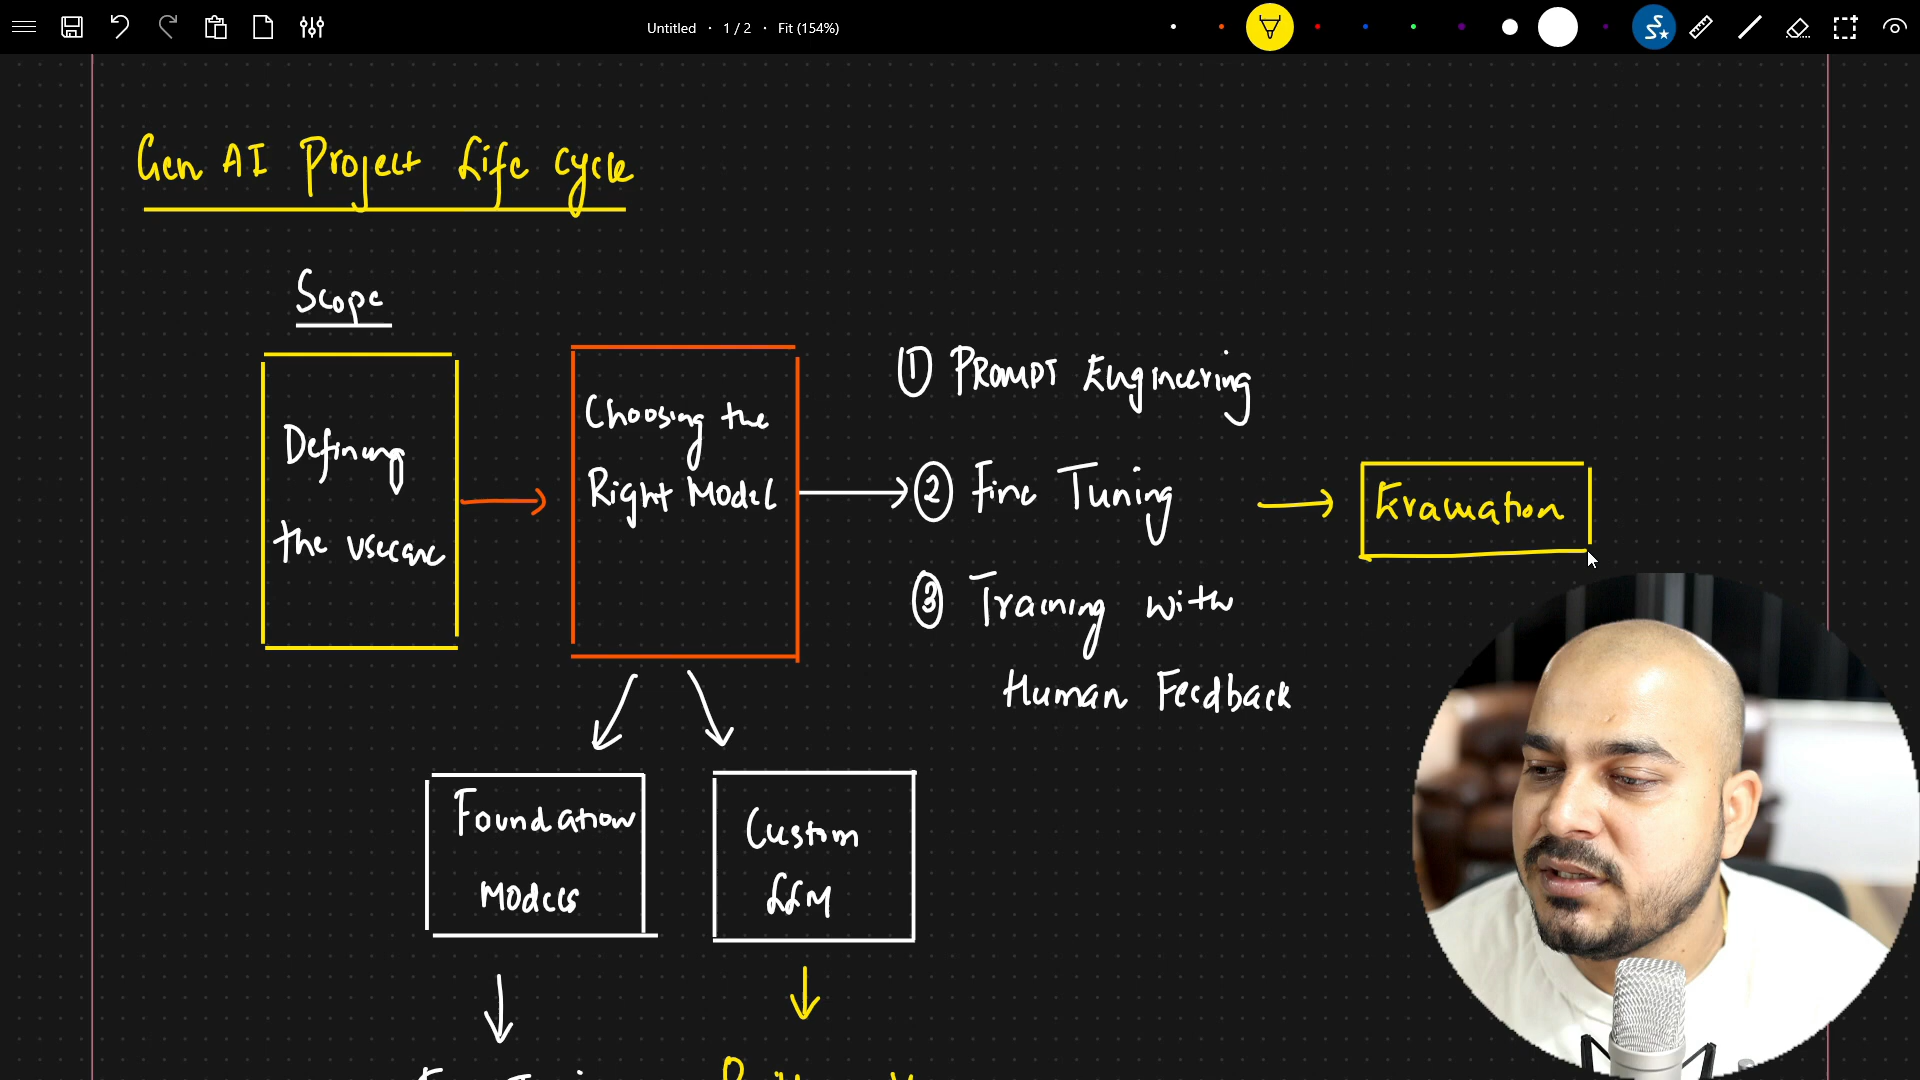 Untitled · 1 / 2 · Fit (154%)
Gen AI Project Life Cycle
Scope
Defining
the usecase
Choosing the
Right Model
① PROMPT Engineering
② Fine Tuning
③ Training with
Human Feedback
Evaluation
Foundation
Models
Custom
LLM